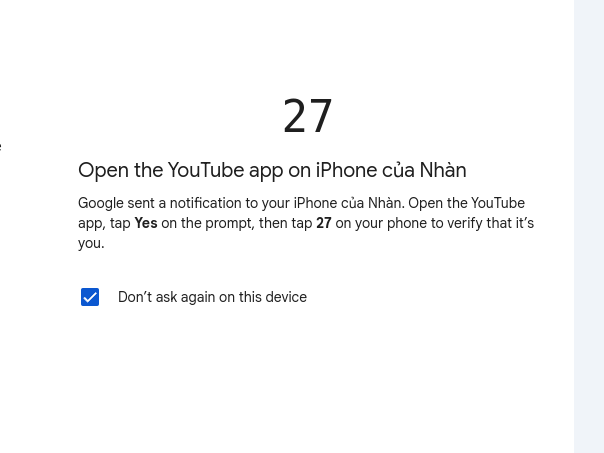 27
Open the YouTube app on iPhone của Nhàn
Google sent a notification to your iPhone của Nhàn. Open the YouTube
app, tap Yes on the prompt, then tap 27 on your phone to verify that it’s
you.
Don’t ask again on this device